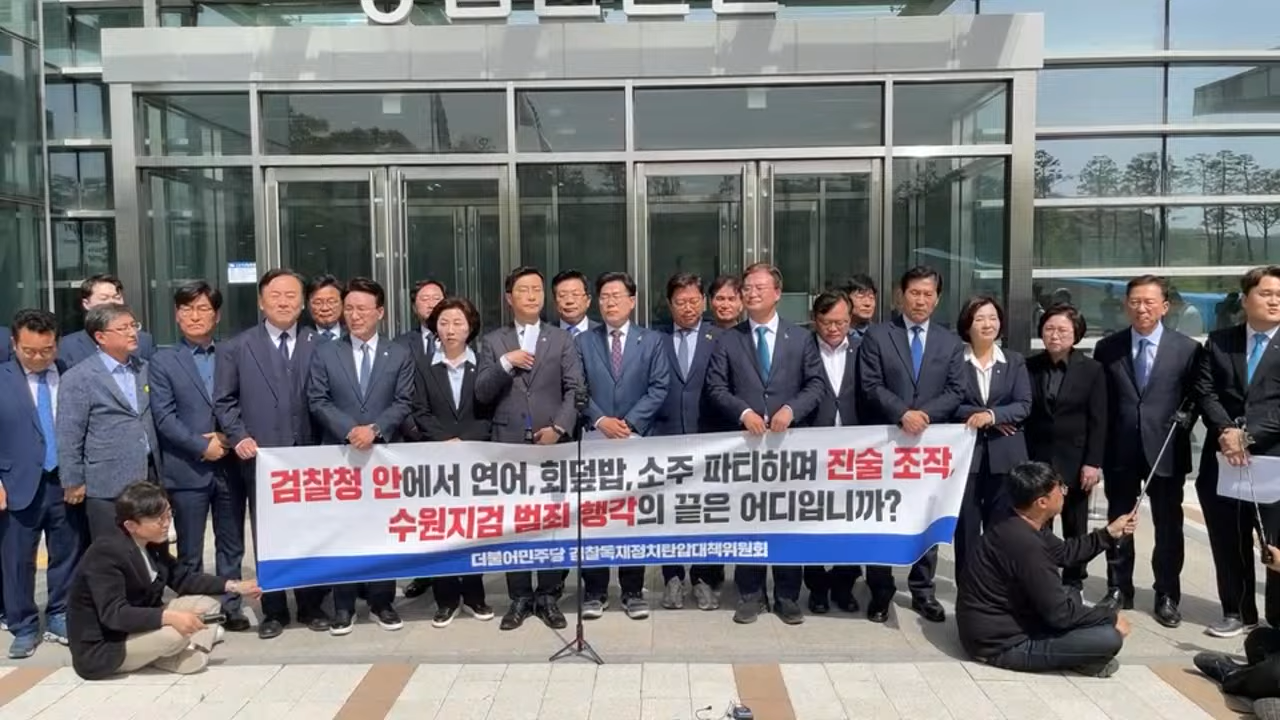 검찰청 안에서 연어, 회덮밥, 소주 파티하며 진술 조작,
수원지검 범죄 행각의 끝은 어디입니까?
더불어민주당 검찰독재정치탄압대책위원회